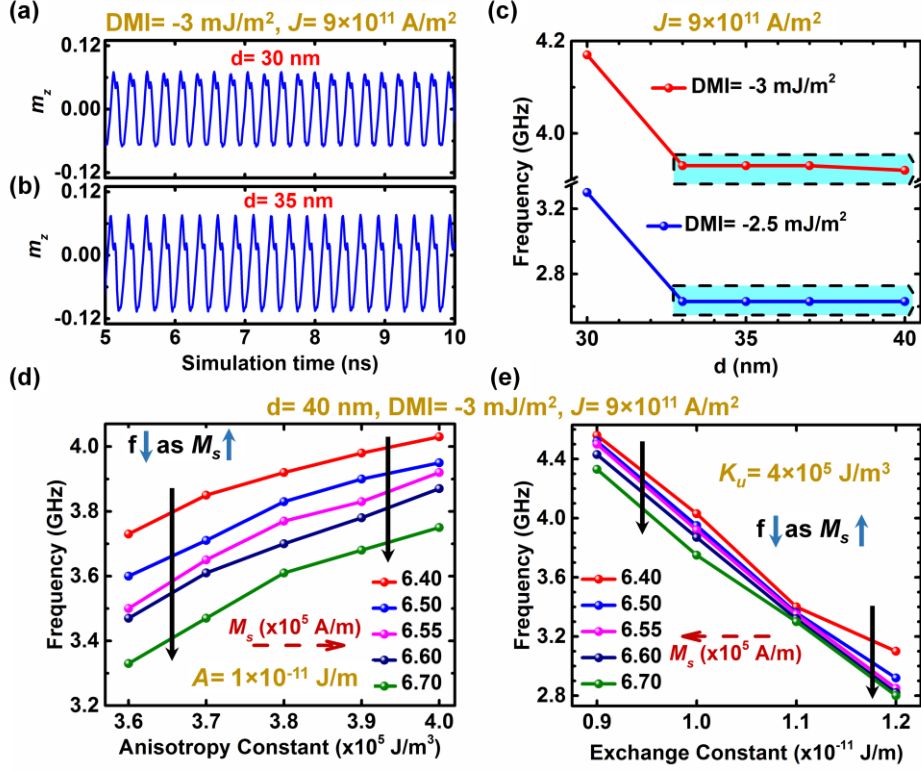 (a) DMI= -3 mJ/m², J= 9×10¹¹ A/m²
0.12
0.00
-0.12
mz
d= 30 nm
(b)
0.12
0.00
-0.12
mz
d= 35 nm
5 6 7 8 9 10
Simulation time (ns)
(c) J= 9×10¹¹ A/m²
4.2
4.0
3.2
2.8
Frequency (GHz)
DMI= -3 mJ/m²
DMI= -2.5 mJ/m²
30 35 40
d (nm)
d= 40 nm, DMI= -3 mJ/m², J= 9×10¹¹ A/m²
(d)
4.0
3.8
3.6
3.4
3.2
Frequency (GHz)
f↓ as Ms↑
6.40
6.50
6.55
6.60
6.70
Ms (x10⁵ A/m)
A= 1×10⁻¹¹ J/m
3.6 3.7 3.8 3.9 4.0
Anisotropy Constant (x10⁵ J/m³)
(e)
4.4
4.0
3.6
3.2
2.8
Frequency (GHz)
Ku= 4×10⁵ J/m³
f↓ as Ms↑
6.40
6.50
6.55
6.60
6.70
Ms (x10⁵ A/m)
0.9 1.0 1.1 1.2
Exchange Constant (x10⁻¹¹ J/m)